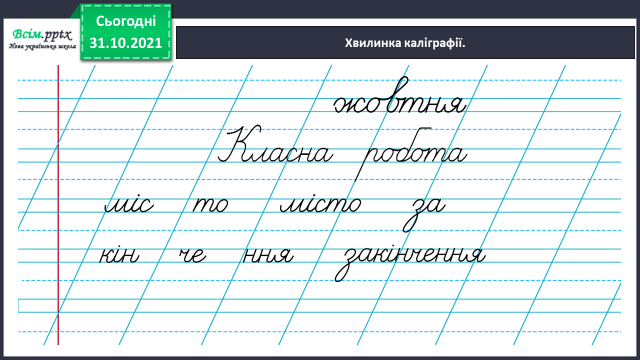 Всім.pptx
Нова українська школа
Сьогодні
31.10.2021
Хвилинка каліграфії.
жовтня
Класна робота
міс то місто за
кін че ння закінчення